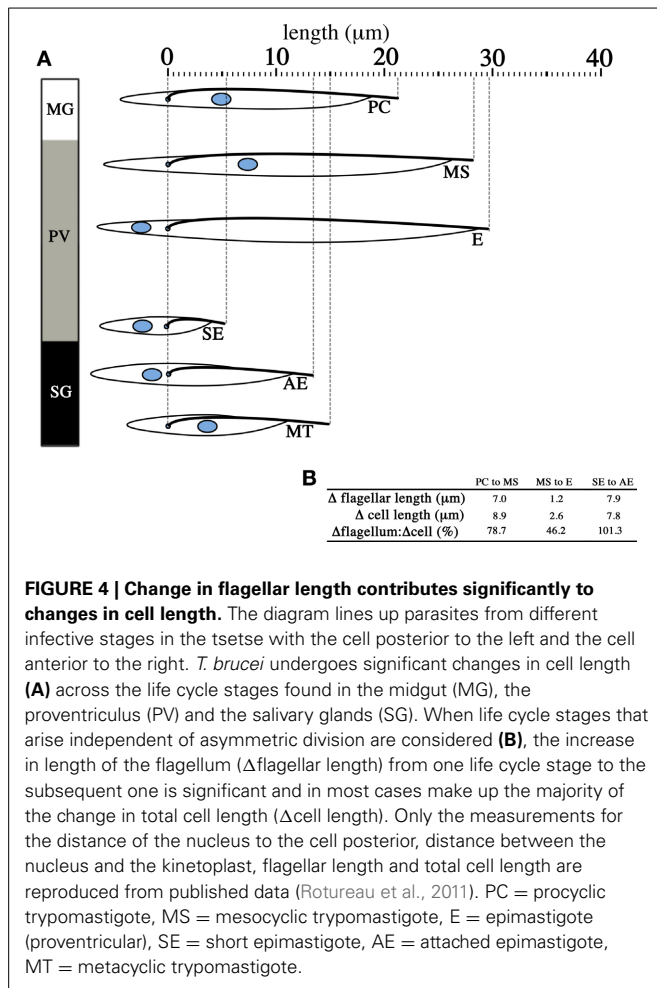 length (μm)
A
0 10 20 30 40
MG
PC
MS
PV
E
SE
AE
SG
MT
B
PC to MS MS to E SE to AE
Δ flagellar length (μm) 7.0 1.2 7.9
Δ cell length (μm) 8.9 2.6 7.8
Δflagellum:Δcell (%) 78.7 46.2 101.3
FIGURE 4 | Change in flagellar length contributes significantly to
changes in cell length. The diagram lines up parasites from different
infective stages in the tsetse with the cell posterior to the left and the cell
anterior to the right. T. brucei undergoes significant changes in cell length
(A) across the life cycle stages found in the midgut (MG), the
proventriculus (PV) and the salivary glands (SG). When life cycle stages that
arise independent of asymmetric division are considered (B), the increase
in length of the flagellum (Δflagellar length) from one life cycle stage to the
subsequent one is significant and in most cases make up the majority of
the change in total cell length (Δcell length). Only the measurements for
the distance of the nucleus to the cell posterior, distance between the
nucleus and the kinetoplast, flagellar length and total cell length are
reproduced from published data (Rotureau et al., 2011). PC = procyclic
trypomastigote, MS = mesocyclic trypomastigote, E = epimastigote
(proventricular), SE = short epimastigote, AE = attached epimastigote,
MT = metacyclic trypomastigote.